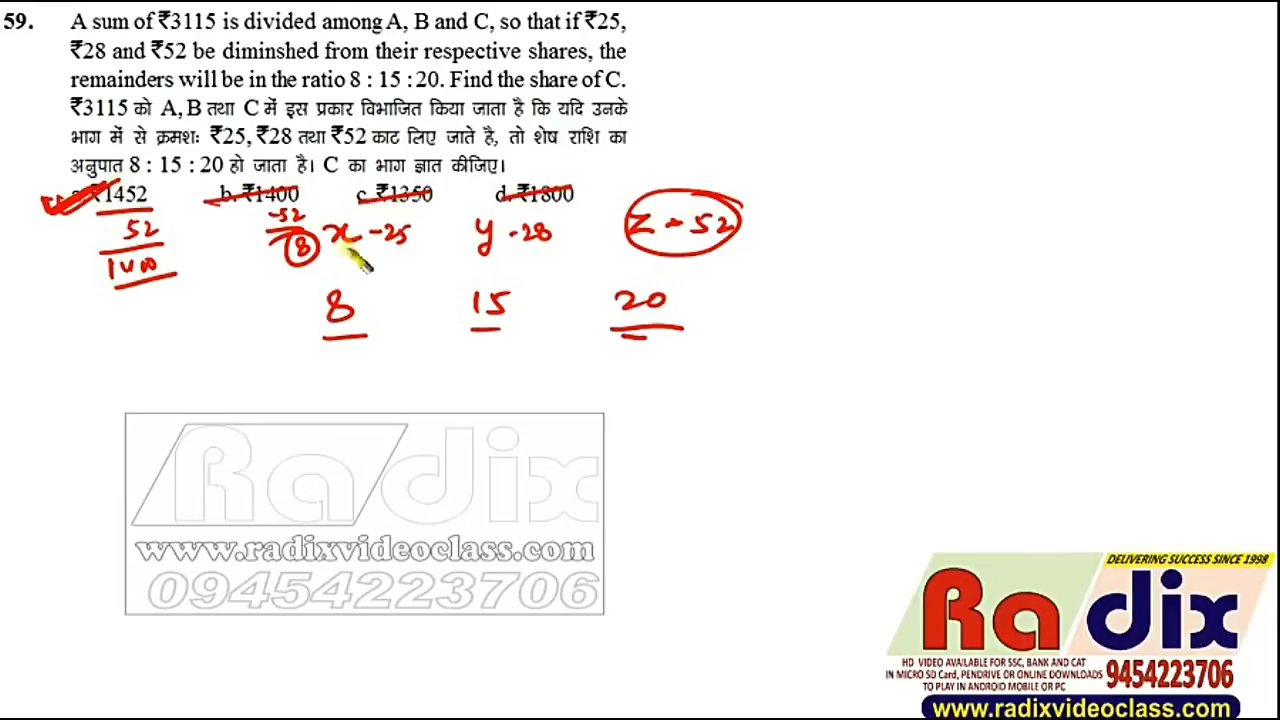 59. A sum of ₹3115 is divided among A, B and C, so that if ₹25,
₹28 and ₹52 be diminshed from their respective shares, the
remainders will be in the ratio 8 : 15 : 20. Find the share of C.
₹3115 को A, B तथा C में इस प्रकार विभाजित किया जाता है कि यदि उनके
भाग में से क्रमशः ₹25, ₹28 तथा ₹52 काट लिए जाते है, तो शेष राशि का
अनुपात 8 : 15 : 20 हो जाता है। C का भाग ज्ञात कीजिए।
₹1452 b. ₹1400 c. ₹1350 d. ₹1800
52
1400
-52
8
x - 25 y - 28 z - 52
8 15 20
Radix
www.radixvideoclass.com
09454223706
DELIVERING SUCCESS SINCE 1998
Radix
HD VIDEO AVAILABLE FOR SSC, BANK AND CAT
IN MICRO SD Card, PENDRIVE OR ONLINE DOWNLOADS
TO PLAY IN ANDROID MOBILE OR PC
9454223706
www.radixvideoclass.com